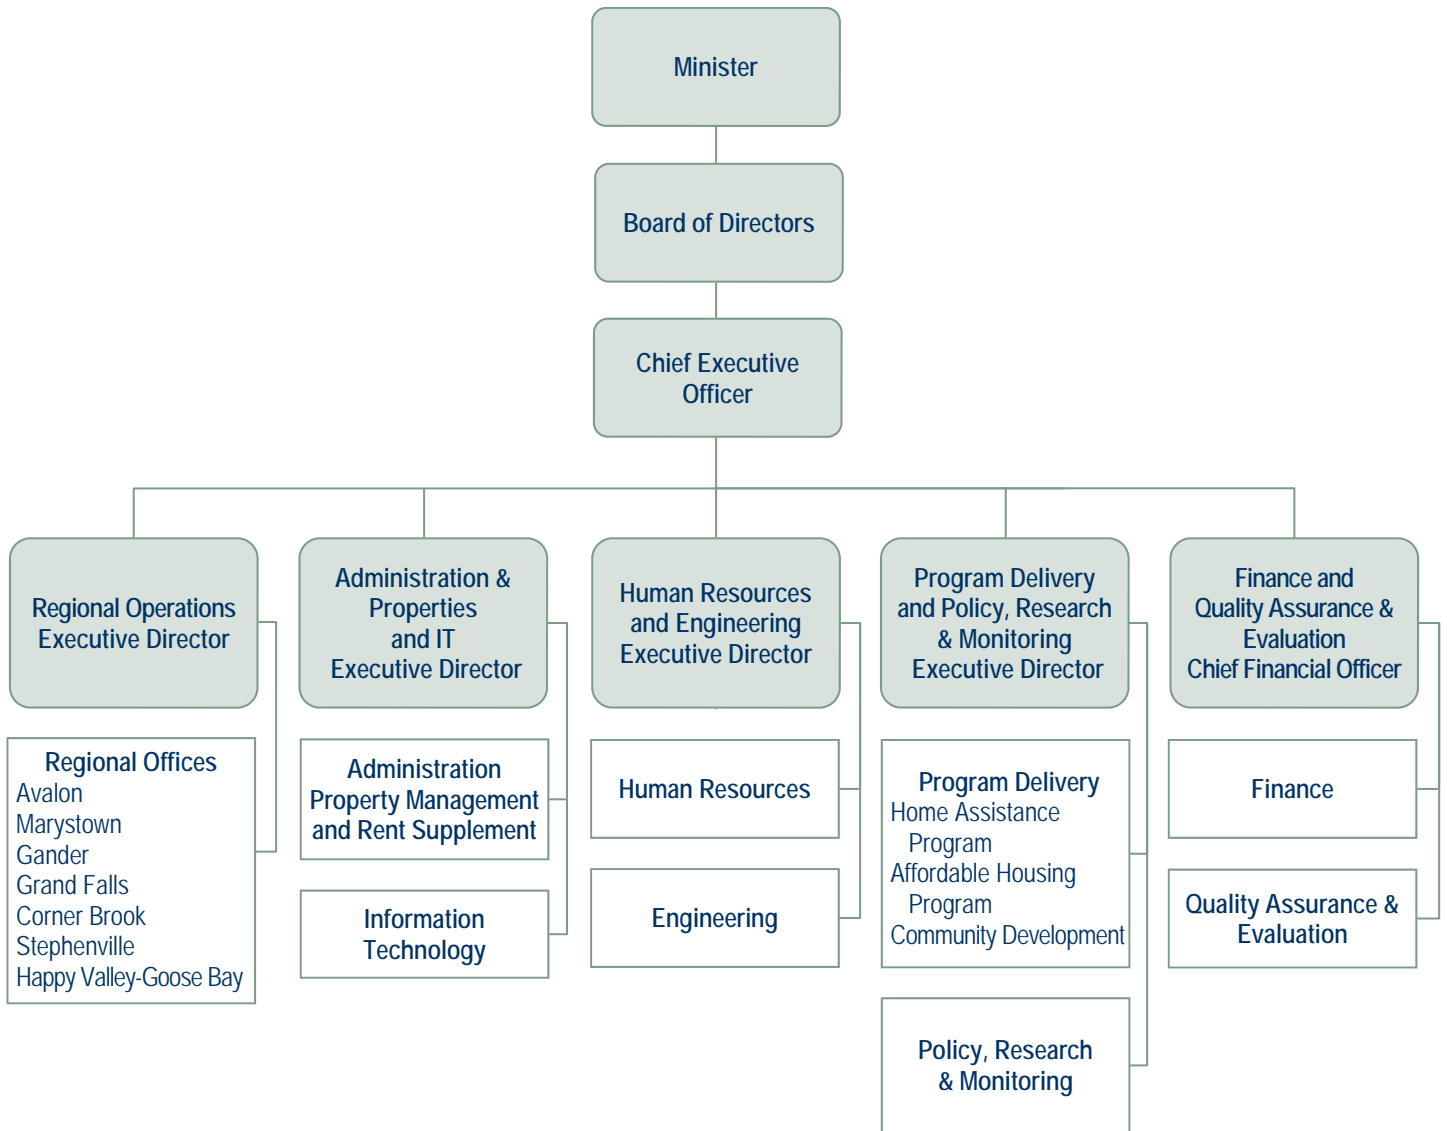 Minister
Board of Directors
Chief Executive
Officer
Regional Operations
Executive Director
Administration &
Properties
and IT
Executive Director
Human Resources
and Engineering
Executive Director
Program Delivery
and Policy, Research
& Monitoring
Executive Director
Finance and
Quality Assurance &
Evaluation
Chief Financial Officer
Regional Offices
Avalon
Marystown
Gander
Grand Falls
Corner Brook
Stephenville
Happy Valley-Goose Bay
Administration
Property Management
and Rent Supplement
Information
Technology
Human Resources
Engineering
Program Delivery
Home Assistance
Program
Affordable Housing
Program
Community Development
Policy, Research
& Monitoring
Finance
Quality Assurance &
Evaluation